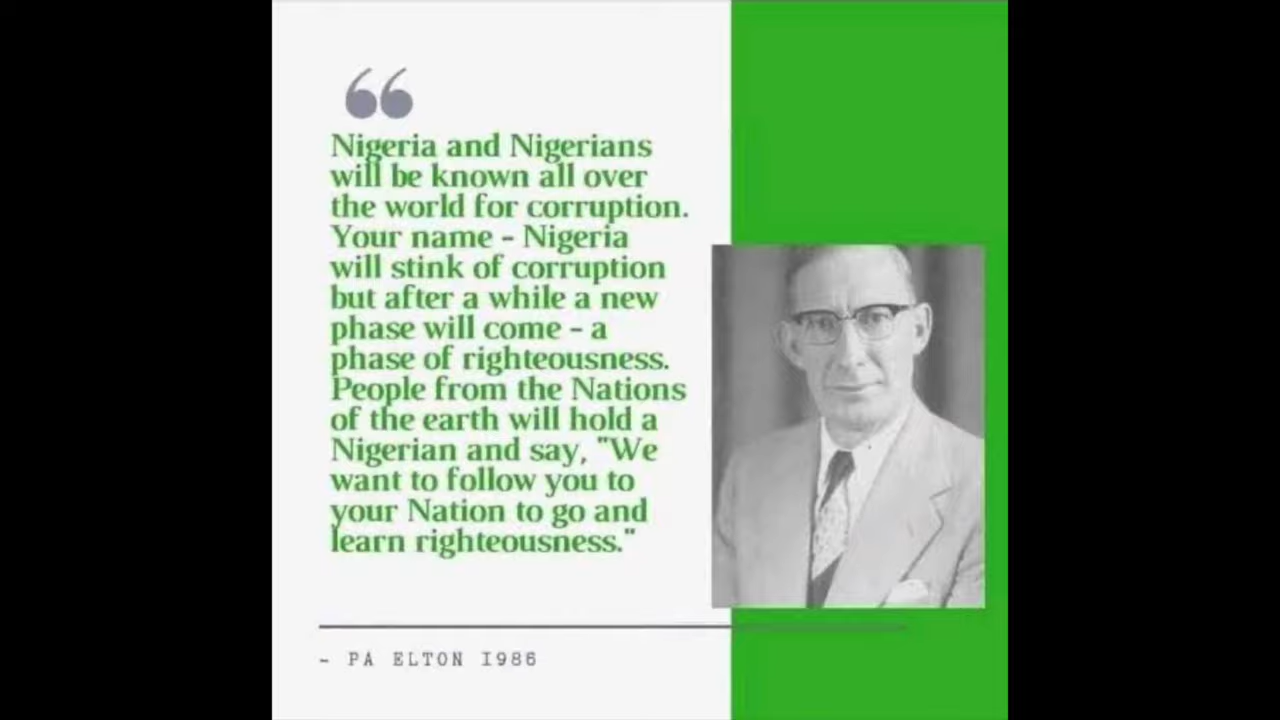 Nigeria and Nigerians
will be known all over
the world for corruption.
Your name - Nigeria
will stink of corruption
but after a while a new
phase will come - a
phase of righteousness.
People from the Nations
of the earth will hold a
Nigerian and say, "We
want to follow you to
your Nation to go and
learn righteousness."
- PA ELTON 1986